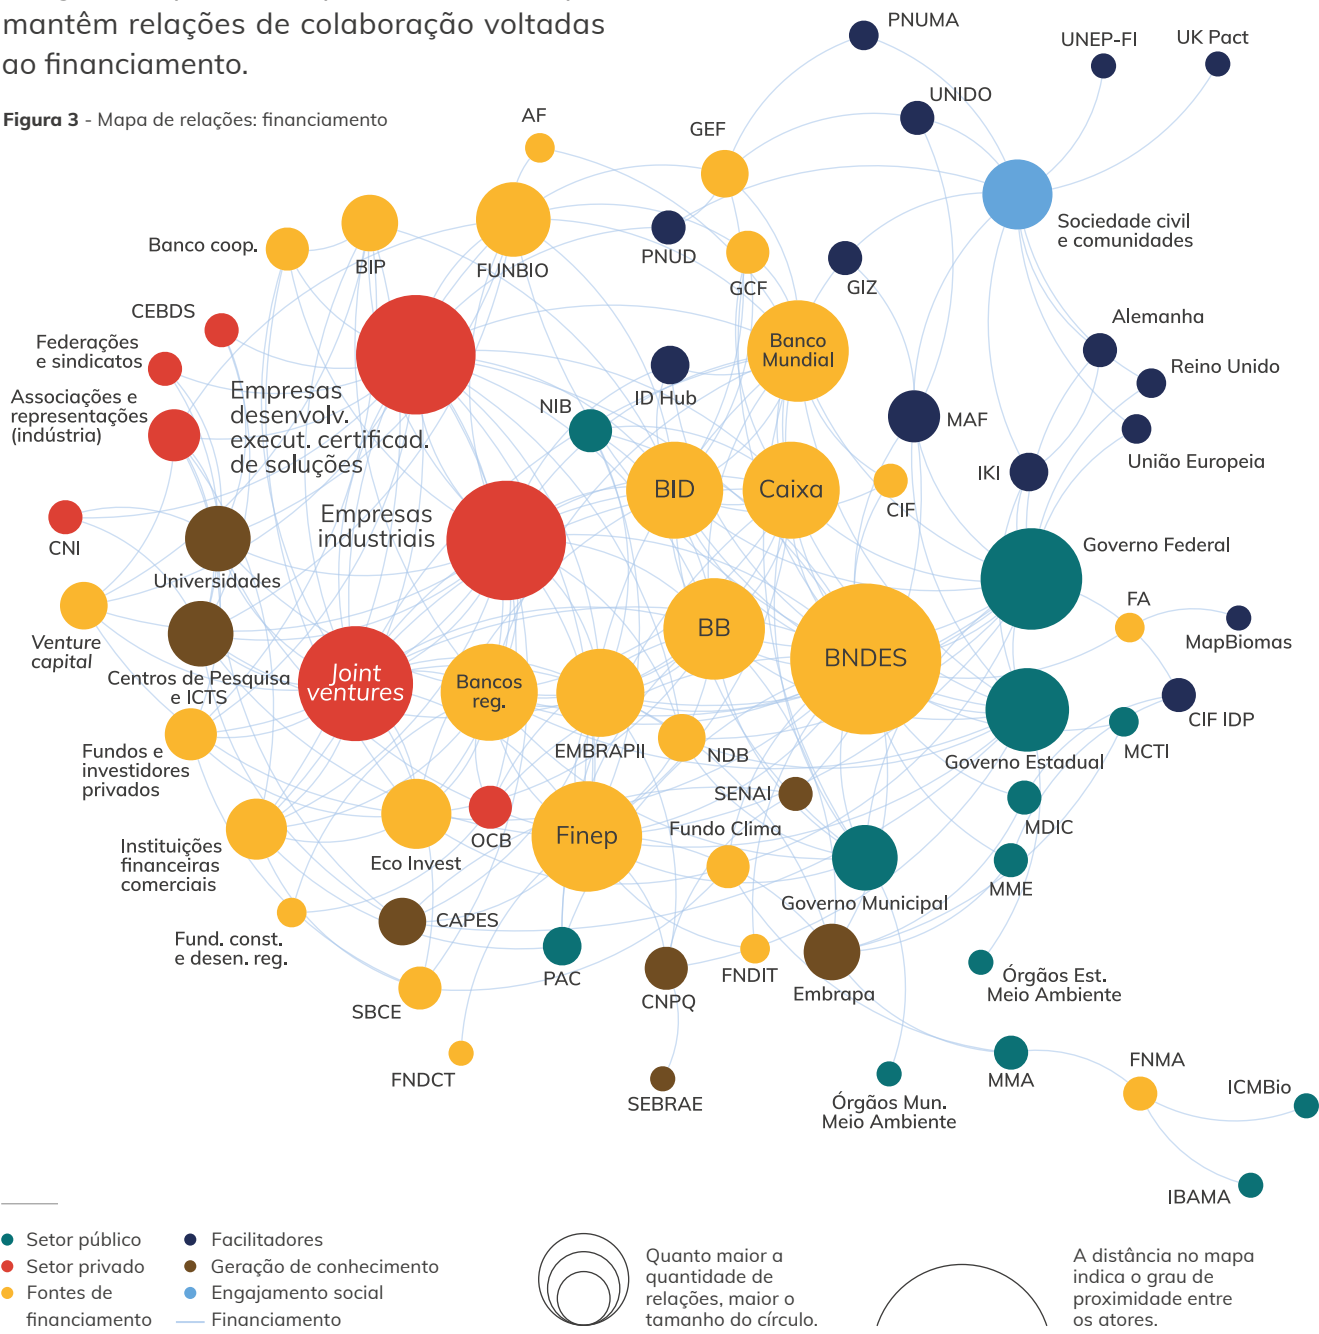 mantêm relações de colaboração voltadas
ao financiamento.
Figura 3 - Mapa de relações: financiamento
PNUMA
UNEP-FI
UK Pact
UNIDO
AF
GEF
Sociedade civil
e comunidades
Banco coop.
BIP
FUNBIO
PNUD
GCF
GIZ
CEBDS
Federações
e sindicatos
Associações e
representações
(indústria)
Empresas
desenvolv.
execut. certificad.
de soluções
Banco
Mundial
Alemanha
Reino Unido
União Europeia
NIB
ID Hub
MAF
IKI
BID
Caixa
CIF
Empresas
industriais
CNI
Universidades
Governo Federal
Venture
capital
Centros de Pesquisa
e ICTS
Joint
ventures
Bancos
reg.
BB
BNDES
FA
MapBiomas
EMBRAPII
NDB
CIF IDP
MCTI
Governo Estadual
Fundos e
investidores
privados
SENAI
MDIC
Instituições
financeiras
comerciais
Eco Invest
OCB
Finep
Fundo Clima
MME
Governo Municipal
Fund. const.
e desen. reg.
CAPES
PAC
CNPQ
FNDIT
Embrapa
Órgãos Est.
Meio Ambiente
SBCE
FNDCT
SEBRAE
Órgãos Mun.
Meio Ambiente
MMA
FNMA
ICMBio
IBAMA
Setor público
Setor privado
Fontes de
financiamento
Facilitadores
Geração de conhecimento
Engajamento social
Financiamento
Quanto maior a
quantidade de
relações, maior o
tamanho do círculo.
A distância no mapa
indica o grau de
proximidade entre
os atores.